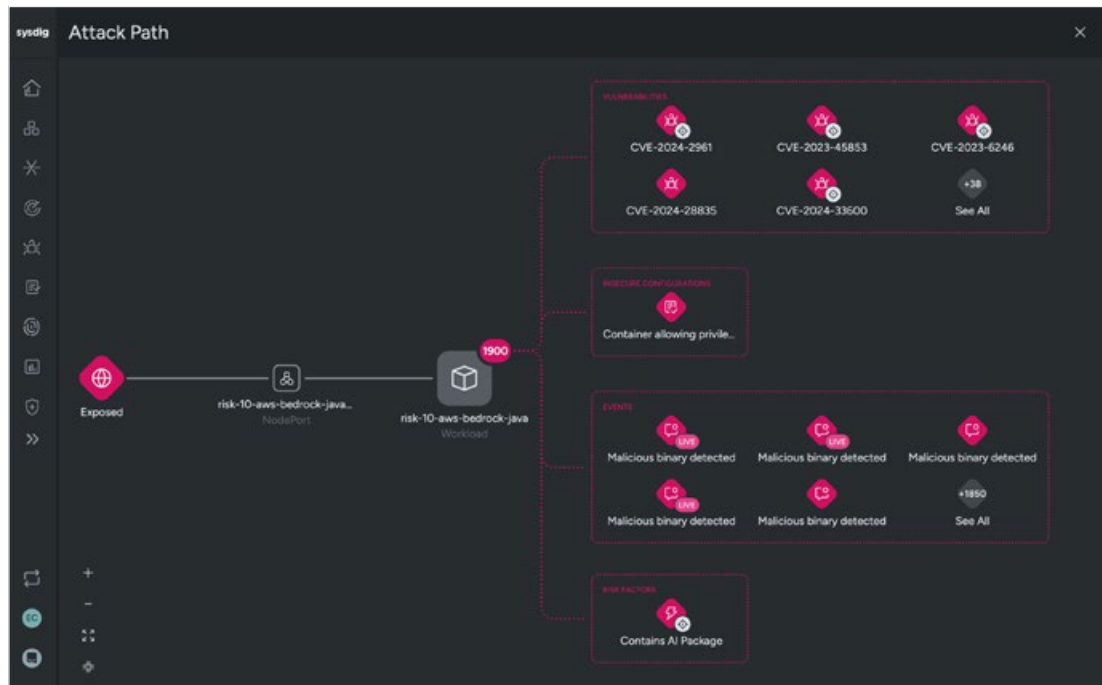 sysdig
Attack Path
VULNERABILITIES
CVE-2024-2961
CVE-2023-45853
CVE-2023-6246
CVE-2024-28835
CVE-2024-33600
+38
See All
INSECURE CONFIGURATIONS
Container allowing privile...
1900
Exposed
risk-10-aws-bedrock-java...
NodePort
risk-10-aws-bedrock-java
Workload
EVENTS
LIVE
LIVE
Malicious binary detected
Malicious binary detected
Malicious binary detected
LIVE
+1850
Malicious binary detected
Malicious binary detected
See All
RISK FACTORS
Contains AI Package
EC